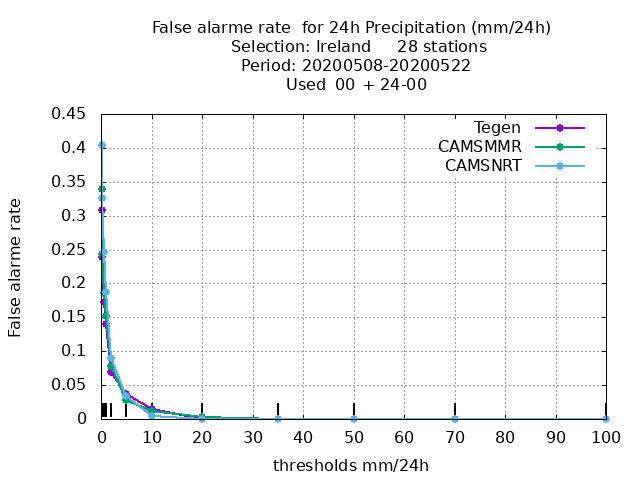 False alarme rate  for 24h Precipitation (mm/24h)
Selection: Ireland     28 stations
Period: 20200508-20200522
Used  00 + 24-00
Tegen
CAMSMMR
CAMSNRT
0.45
0.4
0.35
0.3
0.25
0.2
0.15
0.1
0.05
0
False alarme rate
0 10 20 30 40 50 60 70 80 90 100
thresholds mm/24h